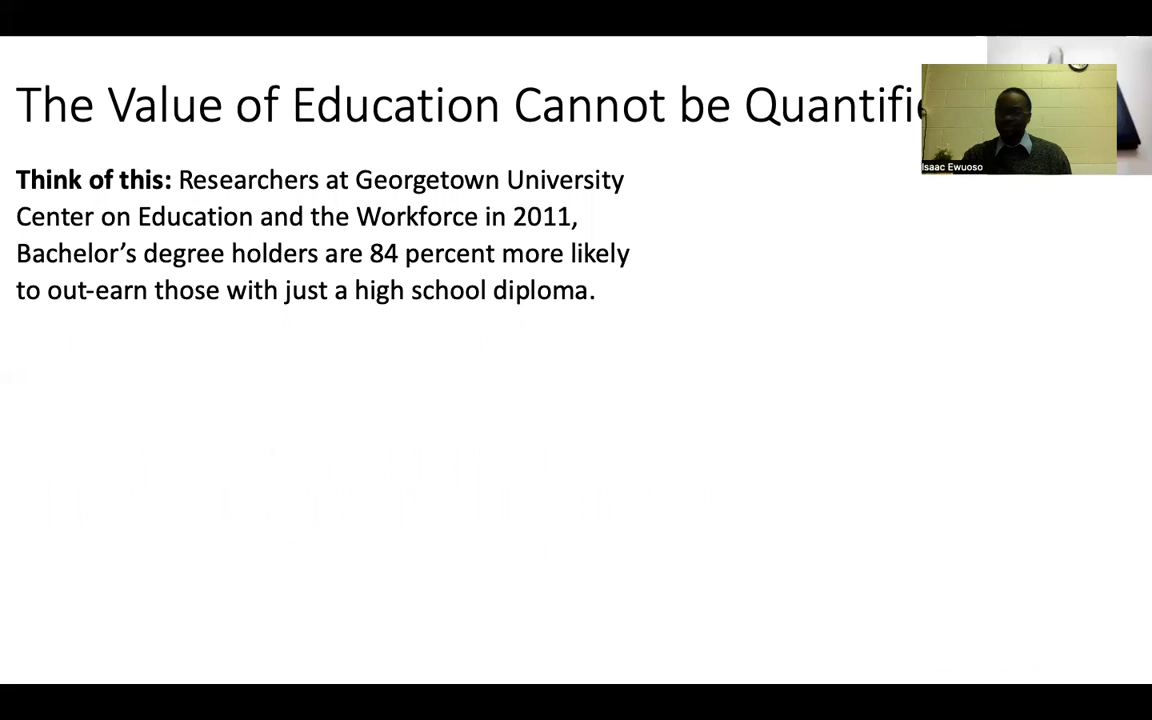 The Value of Education Cannot be Quantifie
Isaac Ewuoso
Think of this: Researchers at Georgetown University
Center on Education and the Workforce in 2011,
Bachelor’s degree holders are 84 percent more likely
to out-earn those with just a high school diploma.